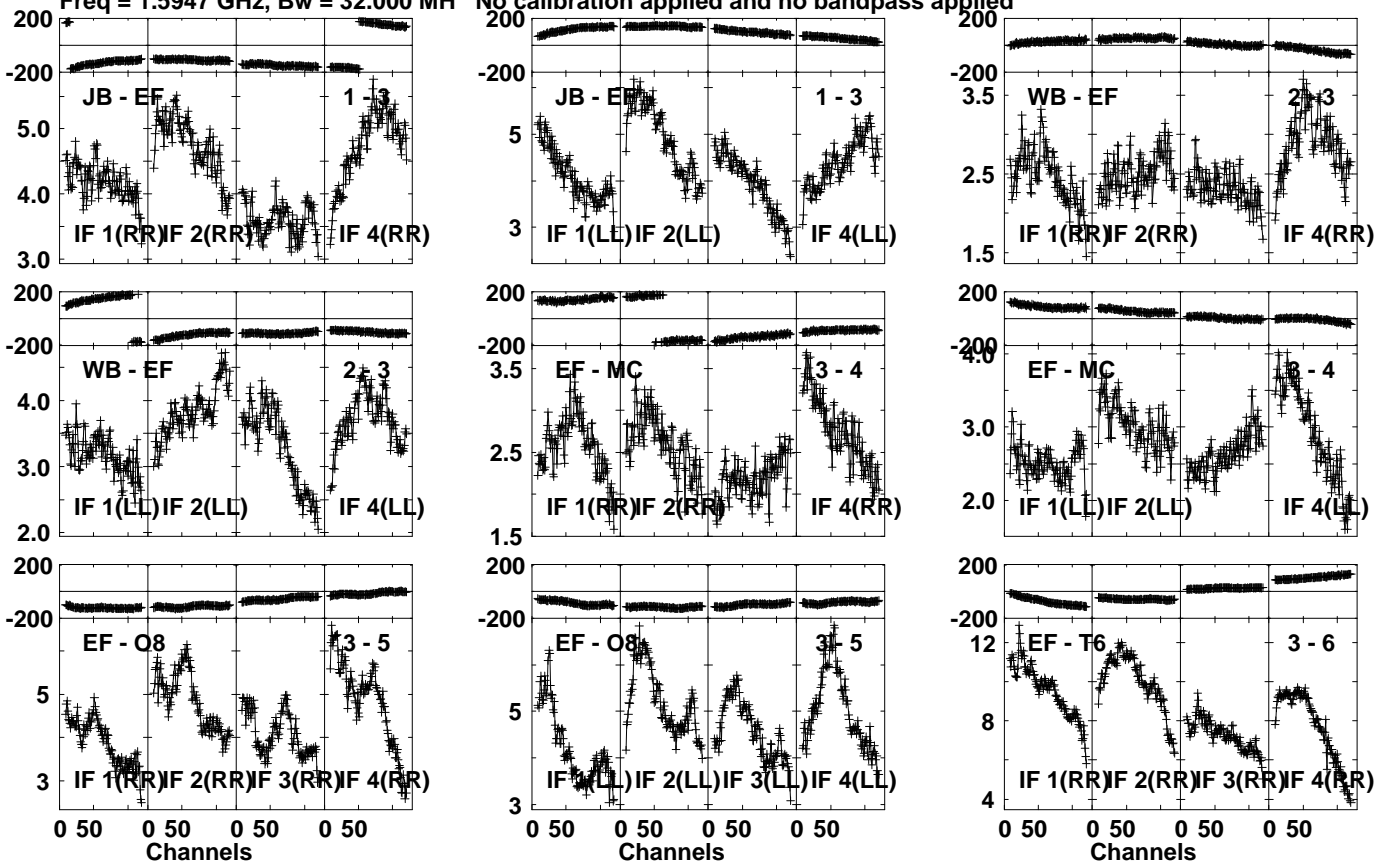 Freq = 1.5947 GHz, Bw = 32.000 MH   No calibration applied and no bandpass applied
200 200 200
-200 -200 -200
JB - EF 1 - 3 JB - EF 1 - 3 WB - EF 2 - 3
5.0 4.0 3.0
5 3
3.5 2.5 1.5
IF 1(RR) IF 2(RR) IF 4(RR) IF 1(LL) IF 2(LL) IF 4(LL) IF 1(RR) IF 2(RR) IF 4(RR)
200 200 200
-200 -200 -200
WB - EF 2 - 3 EF - MC 3 - 4 EF - MC 3 - 4
4.0 3.0 2.0
3.5 2.5 1.5
4.0 3.0 2.0
IF 1(LL) IF 2(LL) IF 4(LL) IF 1(RR) IF 2(RR) IF 4(RR) IF 1(LL) IF 2(LL) IF 4(LL)
200 200 200
-200 -200 -200
EF - O8 3 - 5 EF - O8 3 - 5 EF - T6 3 - 6
5 3
5 3
12 8 4
IF 1(RR) IF 2(RR) IF 3(RR) IF 4(RR) IF 1(LL) IF 2(LL) IF 3(LL) IF 4(LL) IF 1(RR) IF 2(RR) IF 3(RR) IF 4(RR)
0 50 0 50 0 50 0 50 0 50 0 50 0 50 0 50 0 50 0 50 0 50 0 50
Channels Channels Channels